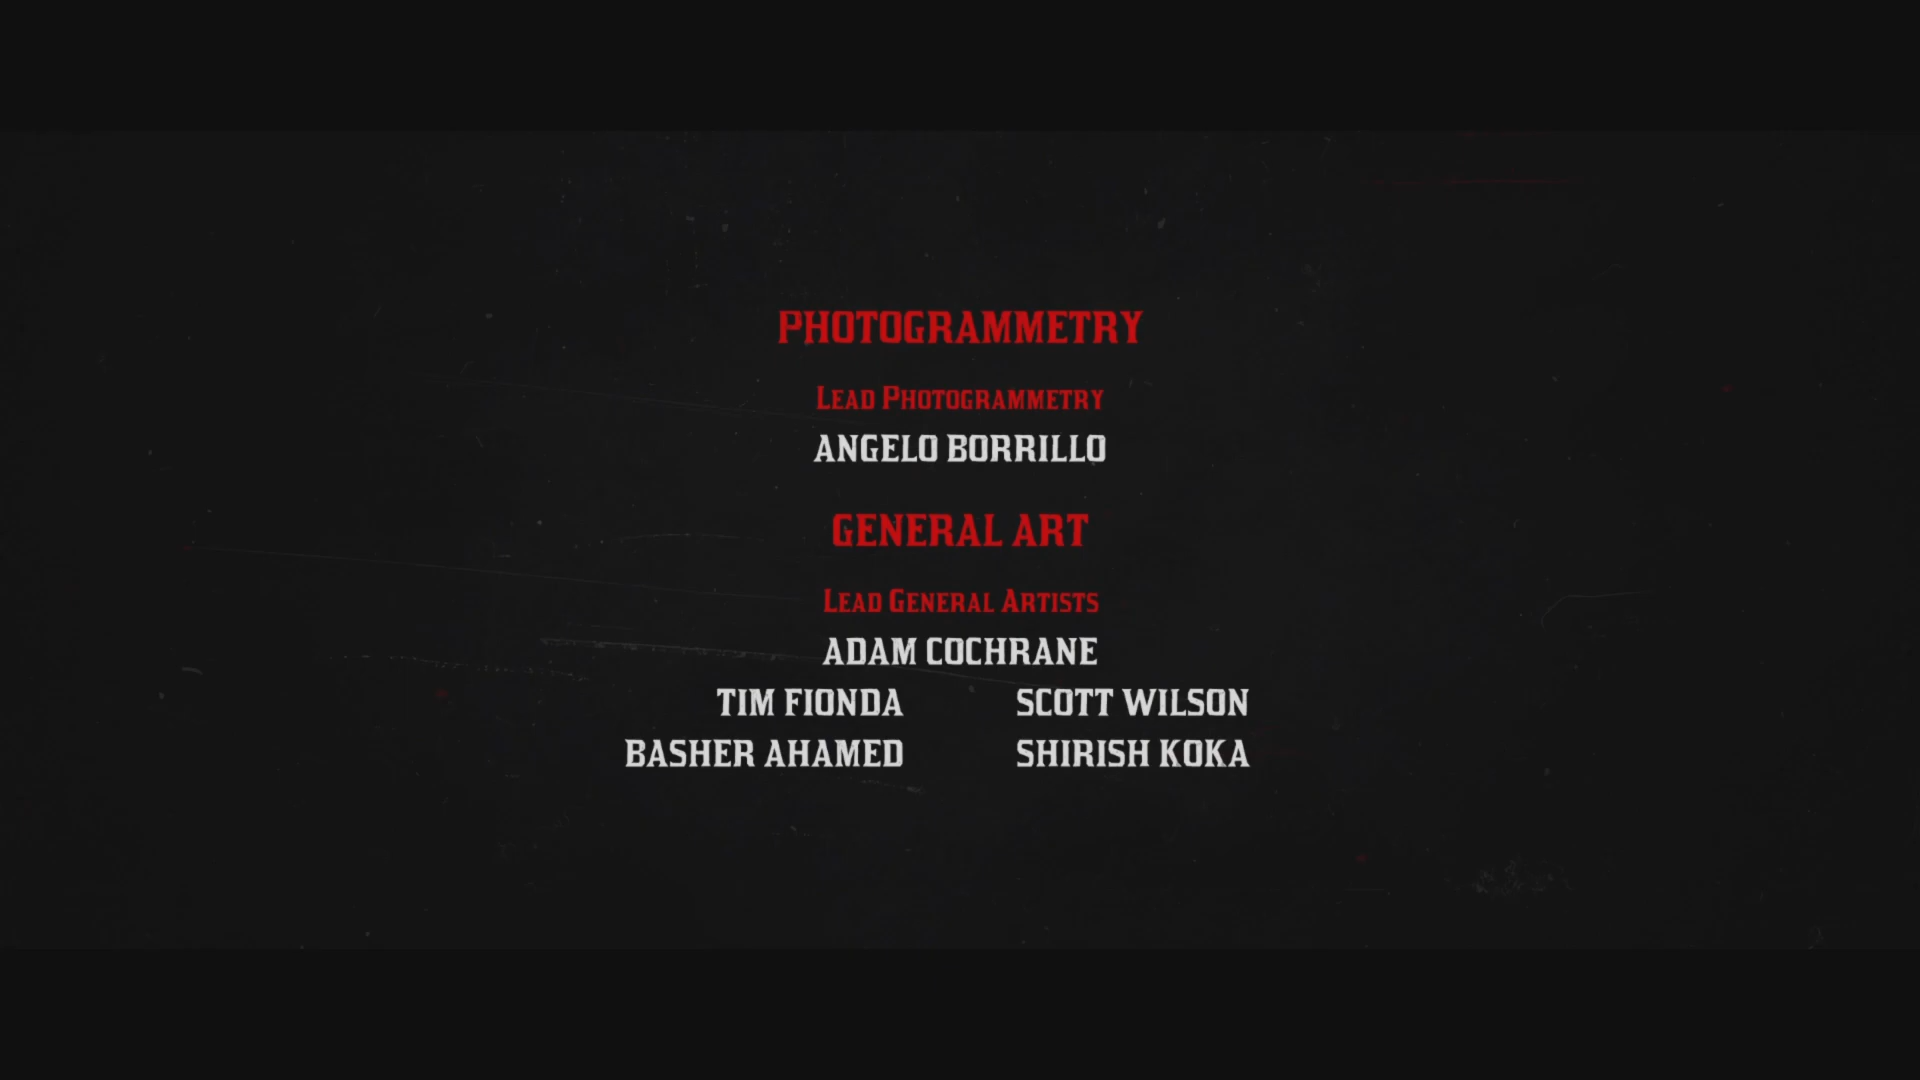 PHOTOGRAMMETRY
LEAD PHOTOGRAMMETRY
ANGELO BORRILLO
GENERAL ART
LEAD GENERAL ARTISTS
ADAM COCHRANE
TIM FIONDA SCOTT WILSON
BASHER AHAMED SHIRISH KOKA